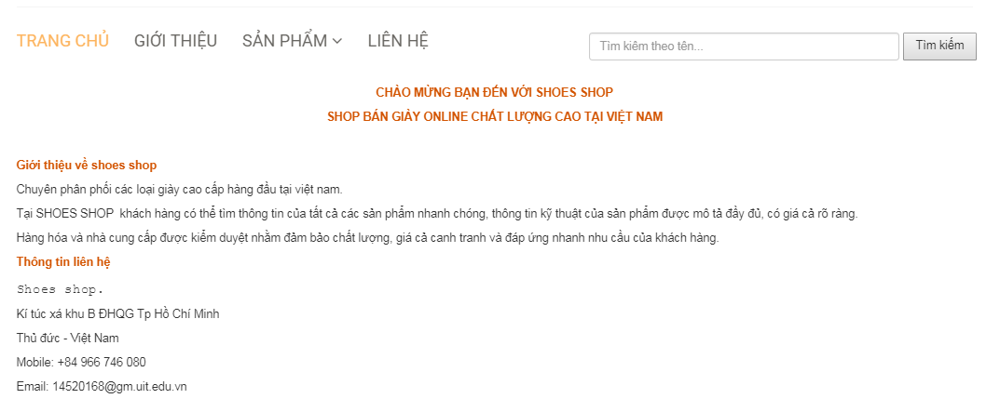 TRANG CHỦ GIỚI THIỆU SẢN PHẨM LIÊN HỆ Tìm kiếm theo tên... Tìm kiếm
CHÀO MỪNG BẠN ĐẾN VỚI SHOES SHOP
SHOP BÁN GIÀY ONLINE CHẤT LƯỢNG CAO TẠI VIỆT NAM
Giới thiệu về shoes shop
Chuyên phân phối các loại giày cao cấp hàng đầu tại việt nam.
Tại SHOES SHOP khách hàng có thể tìm thông tin của tất cả các sản phẩm nhanh chóng, thông tin kỹ thuật của sản phẩm được mô tả đầy đủ, có giá cả rõ ràng.
Hàng hóa và nhà cung cấp được kiểm duyệt nhằm đảm bảo chất lượng, giá cả canh tranh và đáp ứng nhanh nhu cầu của khách hàng.
Thông tin liên hệ
Shoes shop.
Kí túc xá khu B ĐHQG Tp Hồ Chí Minh
Thủ đức - Việt Nam
Mobile: +84 966 746 080
Email: 14520168@gm.uit.edu.vn